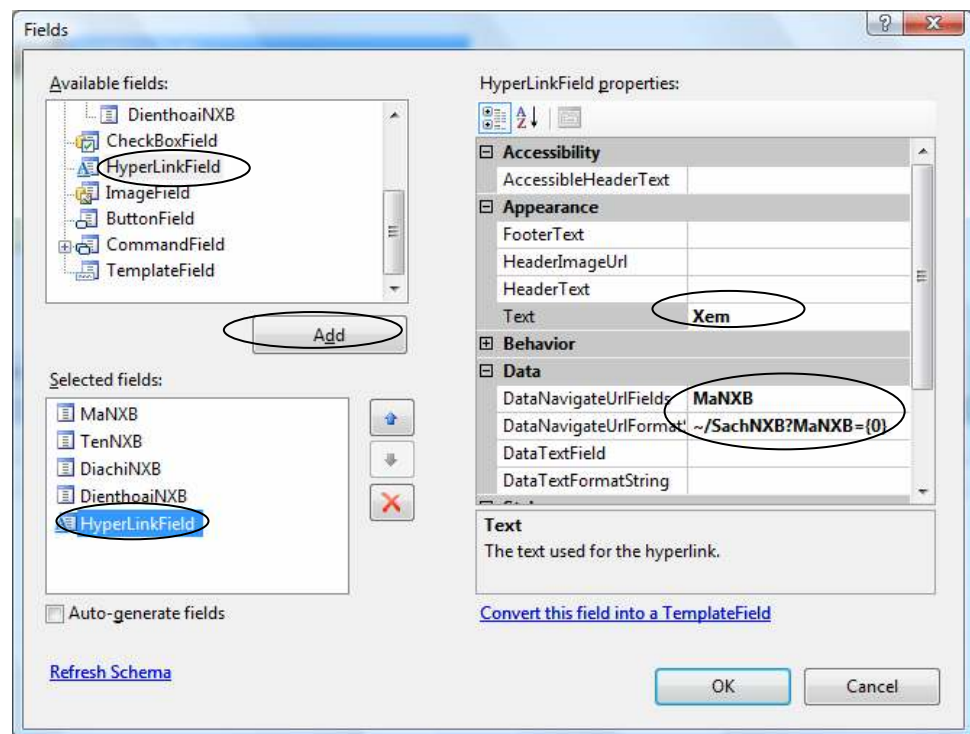 Fields
Available fields:
DienthoaiNXB
CheckBoxField
HyperLinkField
ImageField
ButtonField
CommandField
TemplateField
Add
Selected fields:
MaNXB
TenNXB
DiachiNXB
DienthoaiNXB
HyperLinkField
Auto-generate fields
Refresh Schema
HyperLinkField properties:
Accessibility
AccessibleHeaderText
Appearance
FooterText
HeaderImageUrl
HeaderText
Text Xem
Behavior
Data
DataNavigateUrlFields MaNXB
DataNavigateUrlFormat ~/SachNXB?MaNXB={0}
DataTextField
DataTextFormatString
Text
The text used for the hyperlink.
Convert this field into a TemplateField
OK Cancel